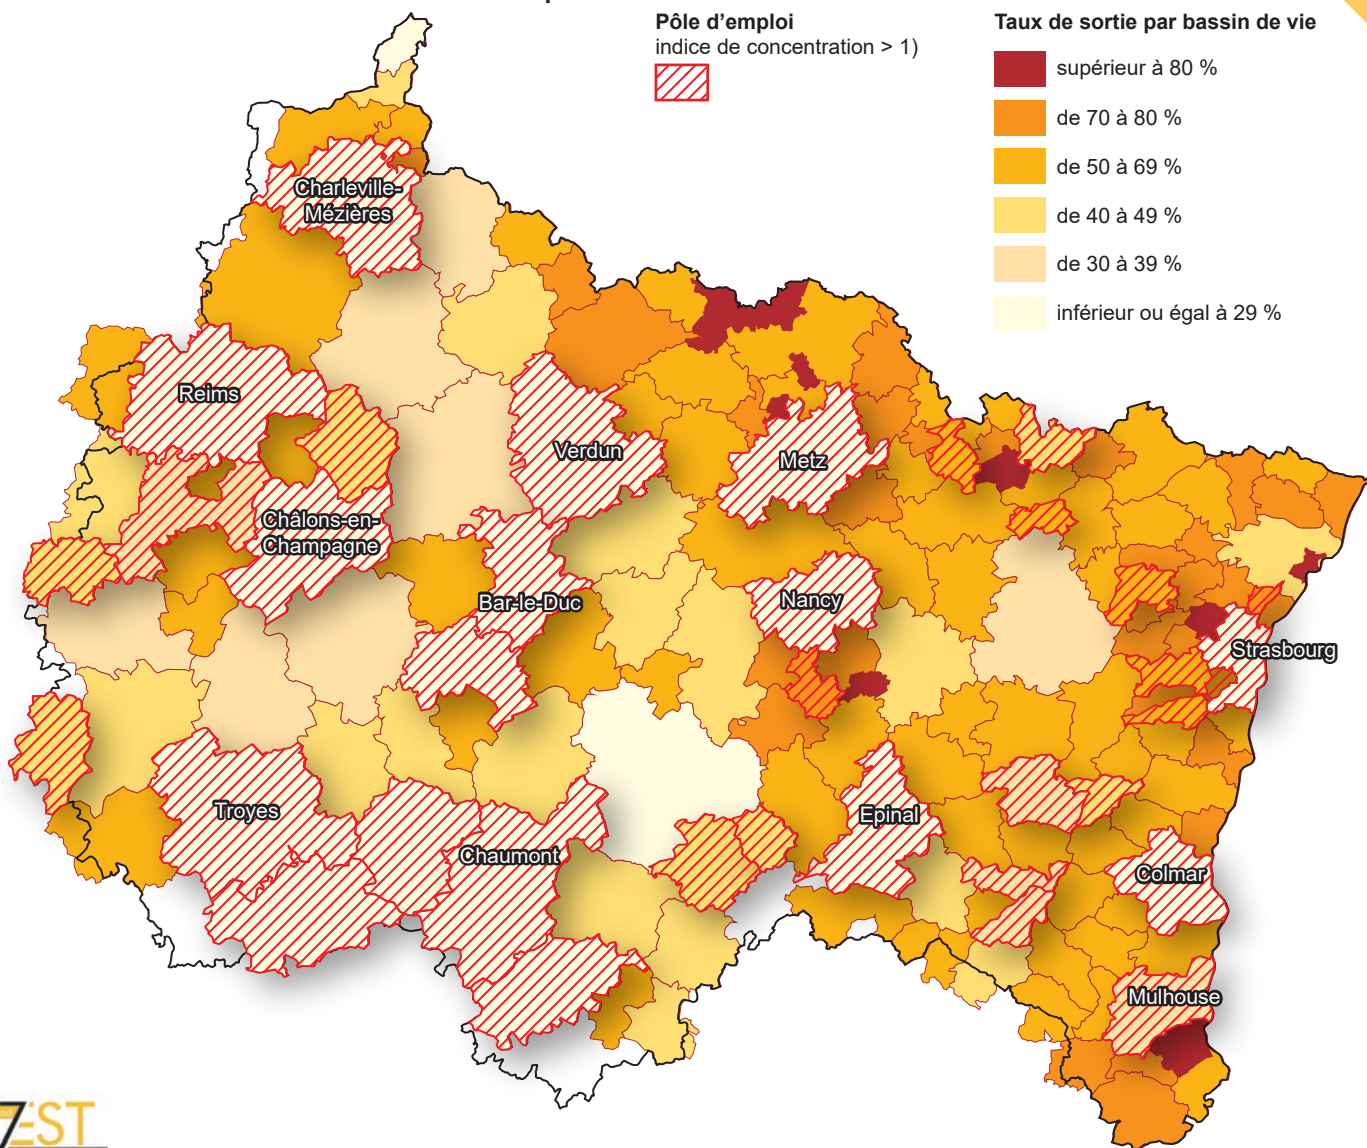 Pôle d’emploi
indice de concentration > 1)
Taux de sortie par bassin de vie
supérieur à 80 %
de 70 à 80 %
de 50 à 69 %
de 40 à 49 %
de 30 à 39 %
inférieur ou égal à 29 %
Charleville-
Mézières
Reims
Verdun
Metz
Châlons-en-
Champagne
Bar-le-Duc
Nancy
Strasbourg
Troyes
Chaumont
Epinal
Colmar
Mulhouse
EST